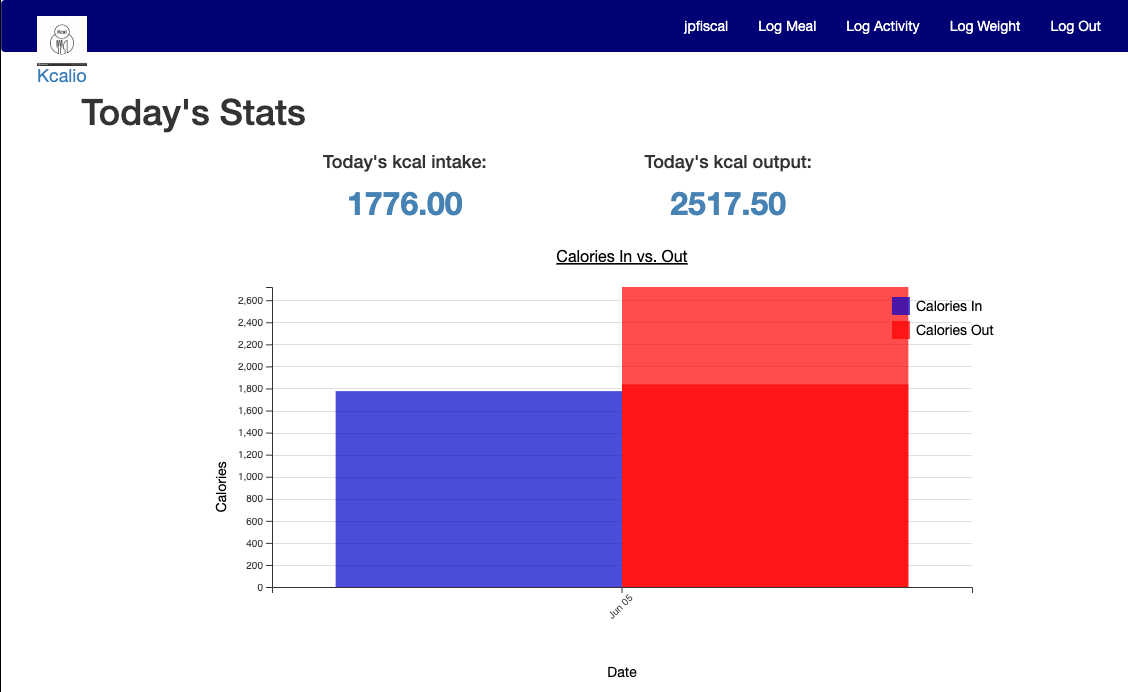 jpfiscal Log Meal Log Activity Log Weight Log Out
Kcal
Kcalio
Today's Stats
Today's kcal intake: Today's kcal output:
1776.00 2517.50
Calories In vs. Out
2,600
2,400
2,200
2,000
1,800
1,600
1,400
1,200
1,000
800
600
400
200
0
Calories In
Calories Out
Calories
Jun 05
Date